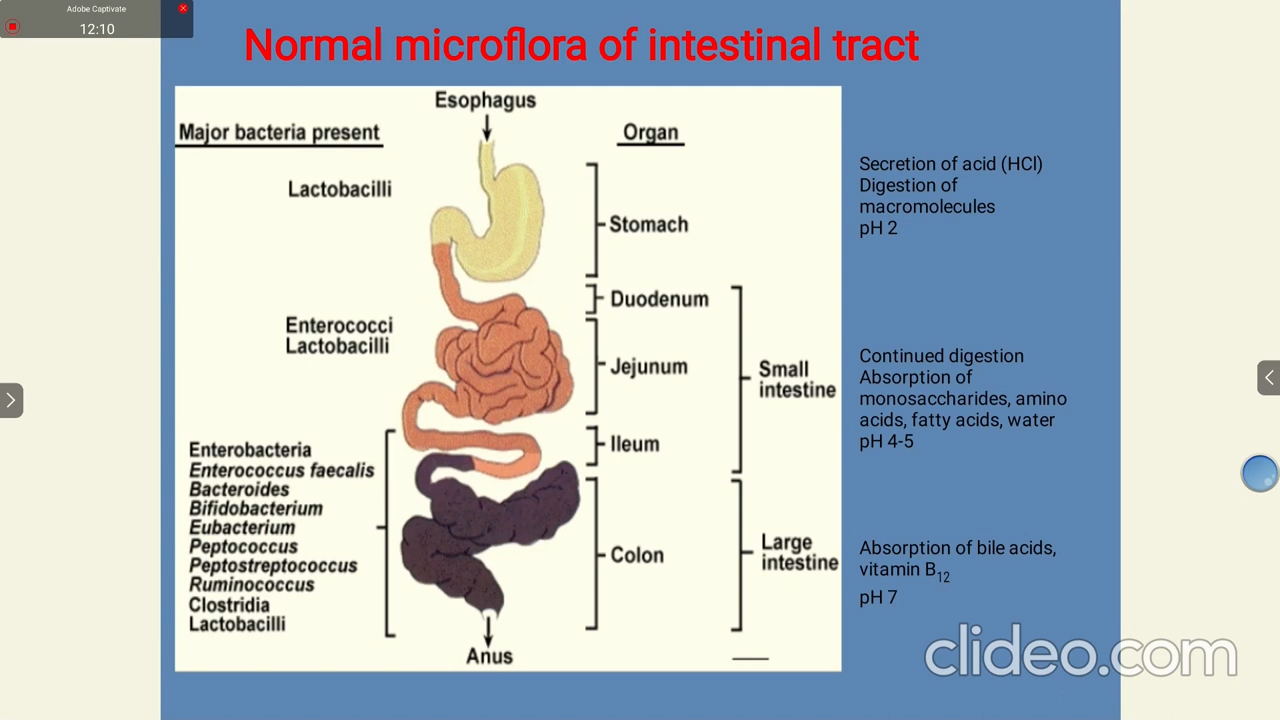 Adobe Captivate
12:10
Normal microflora of intestinal tract
Esophagus
Major bacteria present
Organ
Lactobacilli
Stomach
Duodenum
Enterococci
Lactobacilli
Jejunum
Small
intestine
Ileum
Enterobacteria
Enterococcus faecalis
Bacteroides
Bifidobacterium
Eubacterium
Peptococcus
Peptostreptococcus
Ruminococcus
Clostridia
Lactobacilli
Colon
Large
intestine
Anus
Secretion of acid (HCl)
Digestion of
macromolecules
pH 2
Continued digestion
Absorption of
monosaccharides, amino
acids, fatty acids, water
pH 4-5
Absorption of bile acids,
vitamin B12
pH 7
clideo.com